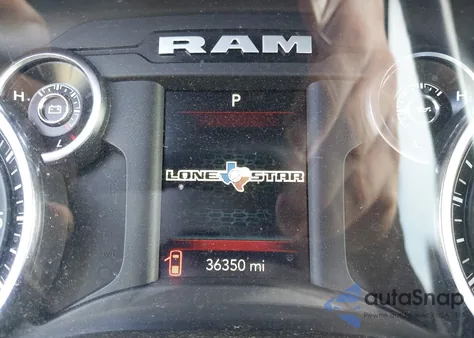 RAM
H
H
P
L
LONE STAR
36350 mi
autoSnap